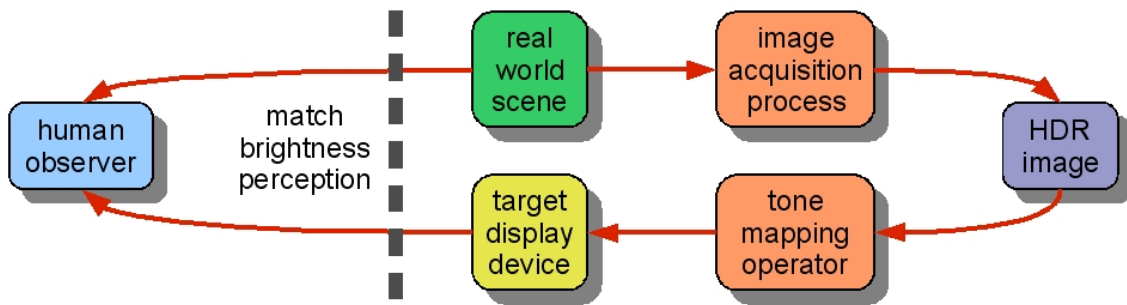 real
world
scene
image
acquisition
process
human
observer
match
brightness
perception
HDR
image
target
display
device
tone
mapping
operator